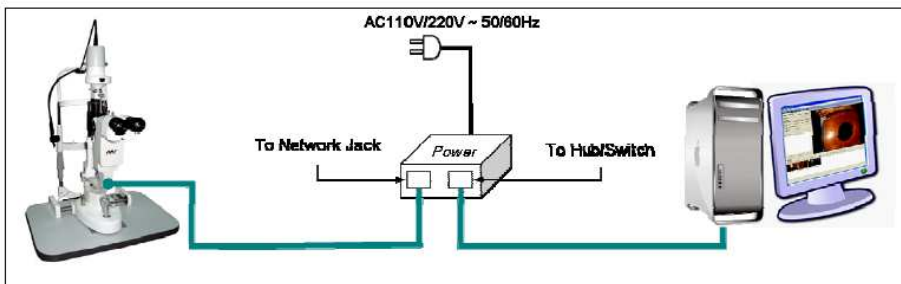 AC110V/220V ~ 50/60Hz
To Network Jack
Power
To Hub/Switch